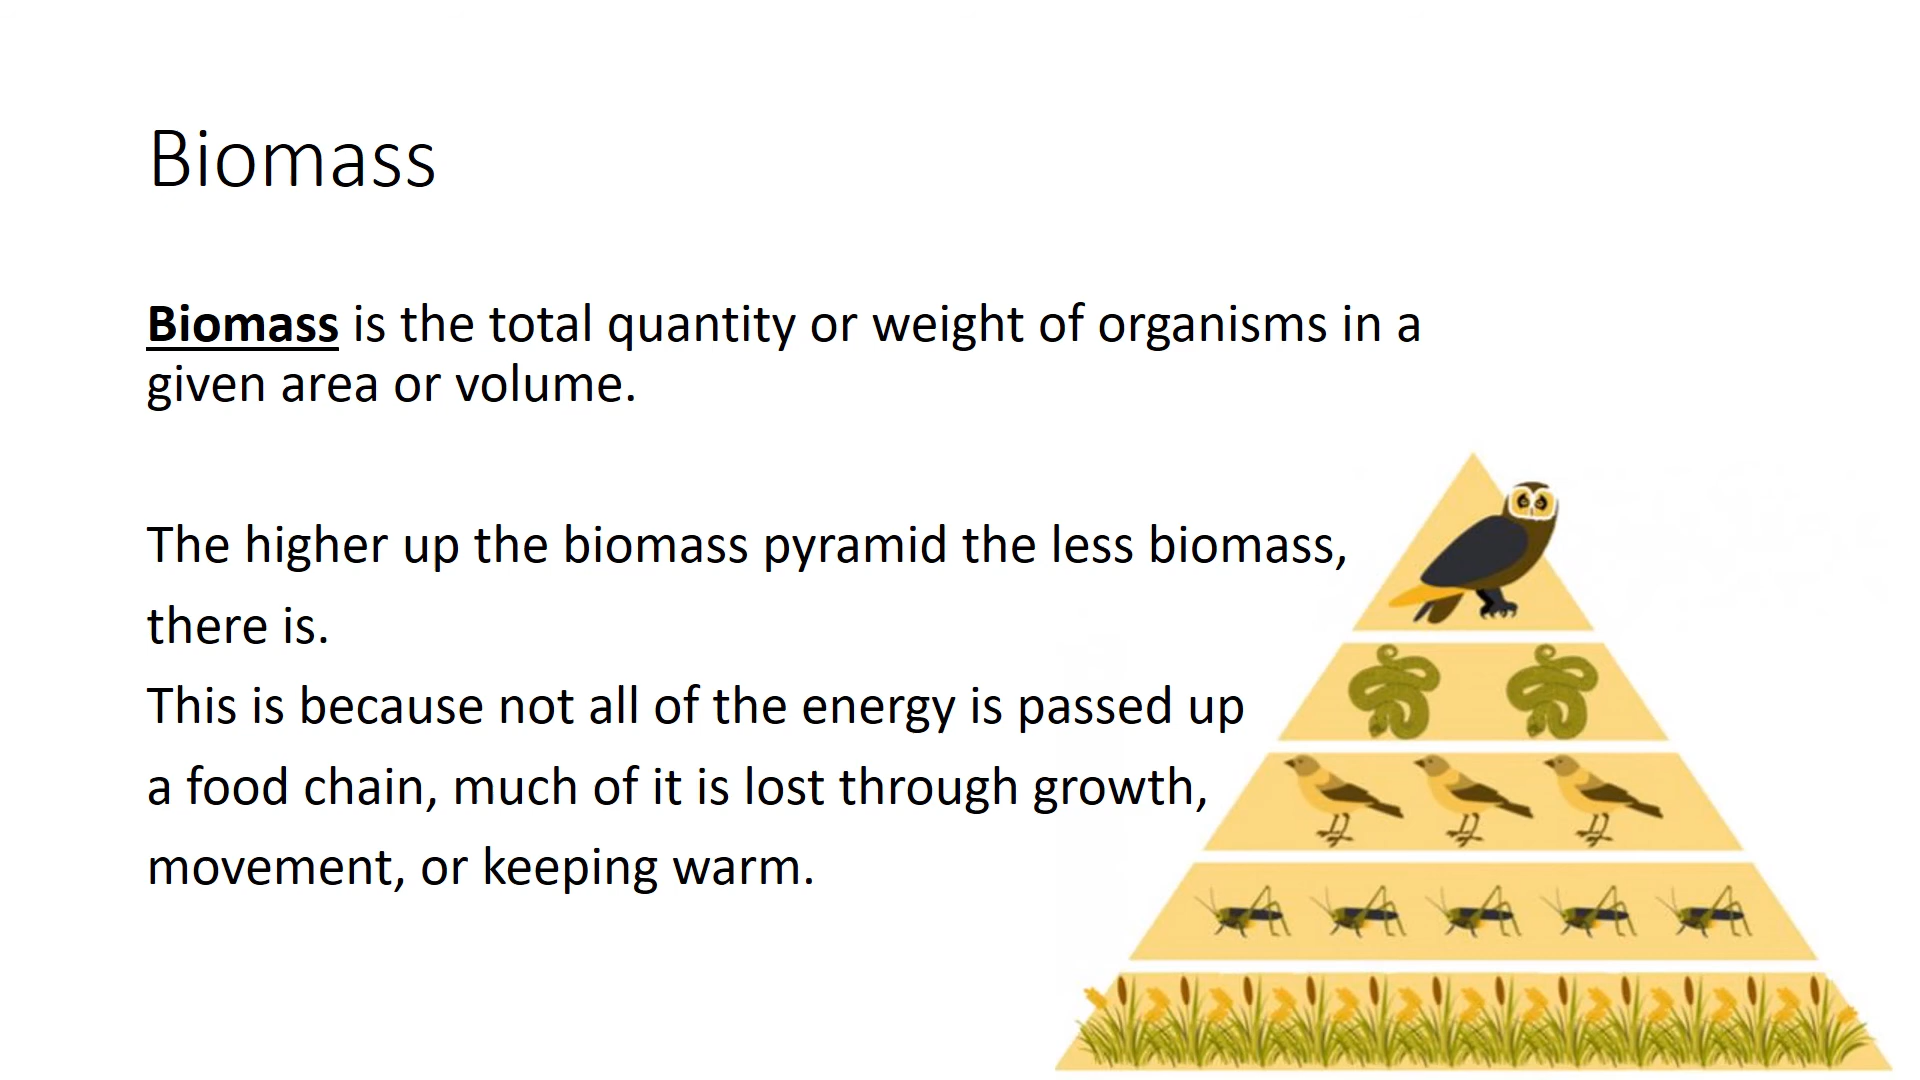 Biomass
Biomass is the total quantity or weight of organisms in a
given area or volume.
The higher up the biomass pyramid the less biomass,
there is.
This is because not all of the energy is passed up
a food chain, much of it is lost through growth,
movement, or keeping warm.